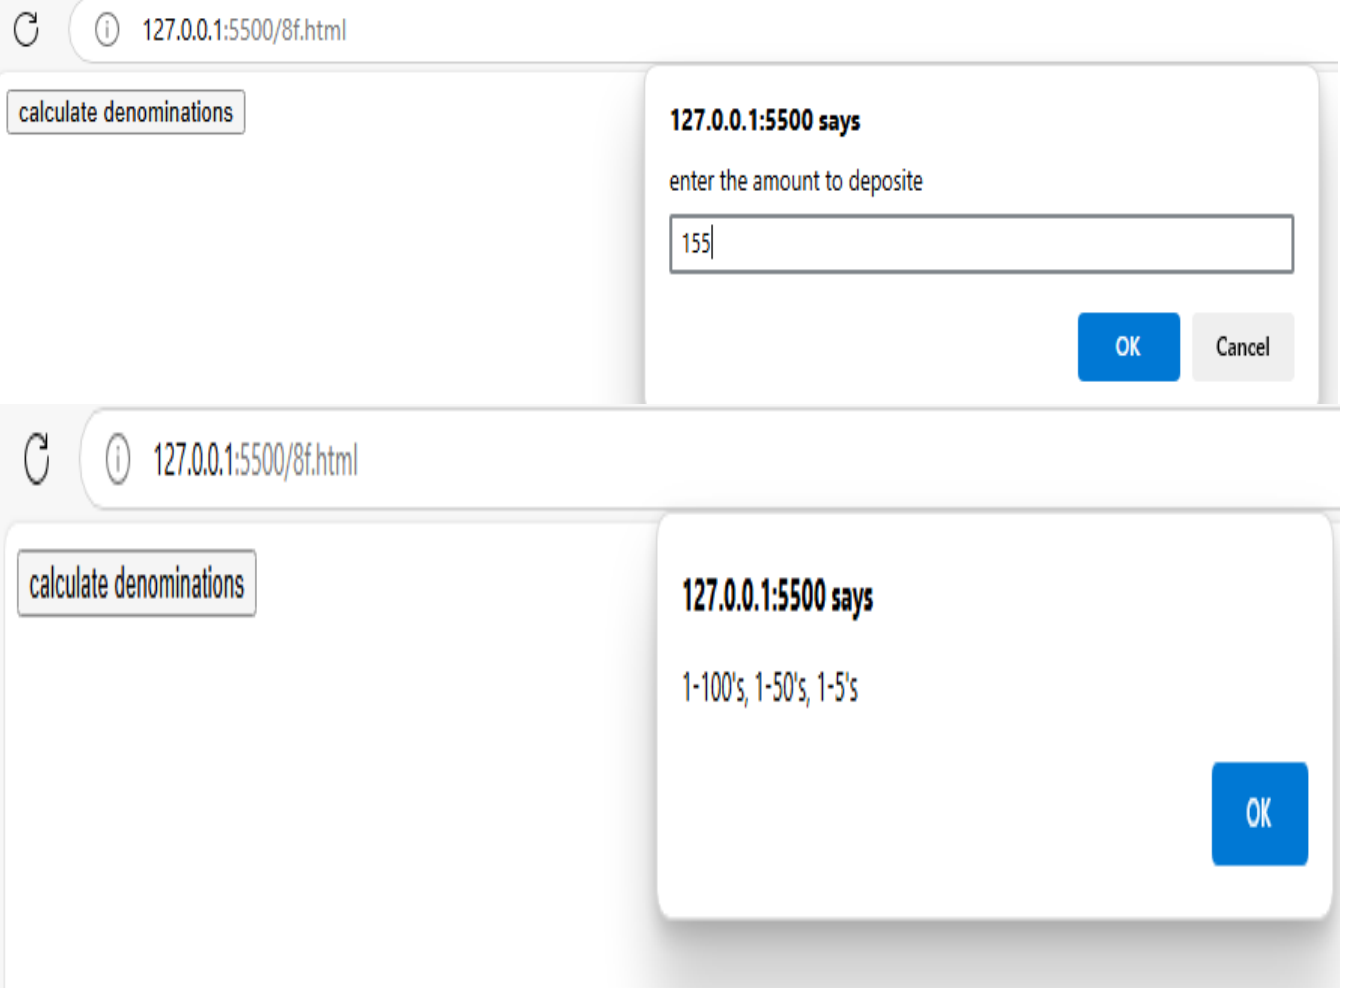 127.0.0.1:5500/8f.html
calculate denominations
127.0.0.1:5500 says
enter the amount to deposite
155
OK Cancel
127.0.0.1:5500/8f.html
calculate denominations
127.0.0.1:5500 says
1-100's, 1-50's, 1-5's
OK